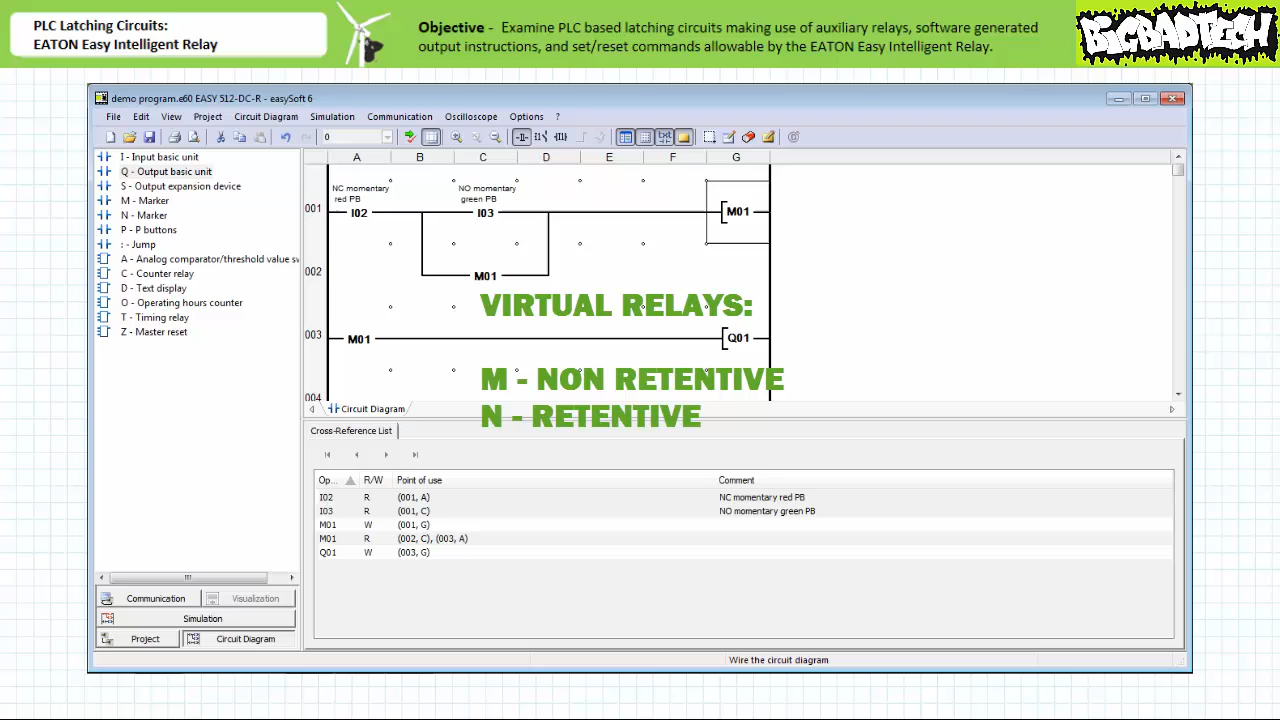 PLC Latching Circuits:
EATON Easy Intelligent Relay
Objective - Examine PLC based latching circuits making use of auxiliary relays, software generated
output instructions, and set/reset commands allowable by the EATON Easy Intelligent Relay.
BIGBADTECH
demo program.e60 EASY 512-DC-R - easySoft 6
File Edit View Project Circuit Diagram Simulation Communication Oscilloscope Options ?
0
I - Input basic unit
Q - Output basic unit
S - Output expansion device
M - Marker
N - Marker
P - P buttons
: - Jump
A - Analog comparator/threshold value sw
C - Counter relay
D - Text display
O - Operating hours counter
T - Timing relay
Z - Master reset
A B C D E F G
NC momentary
red PB
NO momentary
green PB
001 I02 I03 M01
002 M01
VIRTUAL RELAYS:
003 M01 Q01
M - NON RETENTIVE
004
N - RETENTIVE
Circuit Diagram
Cross-Reference List
Op... R/W Point of use Comment
I02 R (001, A) NC momentary red PB
I03 R (001, C) NO momentary green PB
M01 W (001, G)
M01 R (002, C), (003, A)
Q01 W (003, G)
Communication Visualization
Simulation
Project Circuit Diagram
Wire the circuit diagram